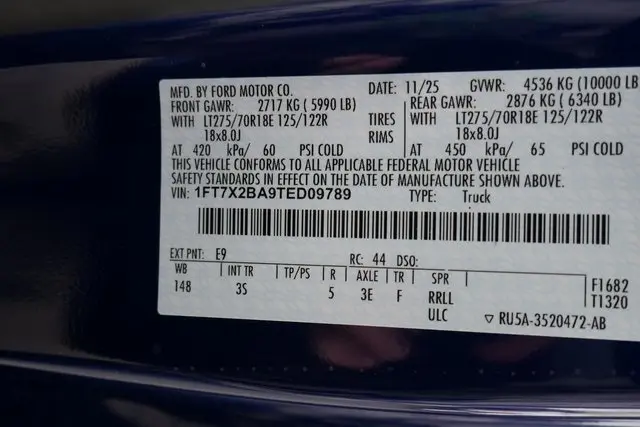 MFD. BY FORD MOTOR CO. DATE: 11/25 GVWR: 4536 KG (10000 LB
FRONT GAWR: 2717 KG (5990 LB) REAR GAWR: 2876 KG (6340 LB)
WITH LT275/70R18E 125/122R TIRES WITH LT275/70R18E 125/122R
18x8.0J RIMS 18x8.0J
AT 420 kPa/ 60 PSI COLD AT 450 kPa/ 65 PSI COLD
THIS VEHICLE CONFORMS TO ALL APPLICABLE FEDERAL MOTOR VEHICLE
SAFETY STANDARDS IN EFFECT ON THE DATE OF MANUFACTURE SHOWN ABOVE.
VIN: 1FT7X2BA9TED09789 TYPE: Truck
EXT PNT: E9 RC: 44 DSO:
WB INT TR TP/PS R AXLE TR SPR F1682
148 3S 5 3E F RRLL T1320
ULC ▽ RU5A-3520472-AB